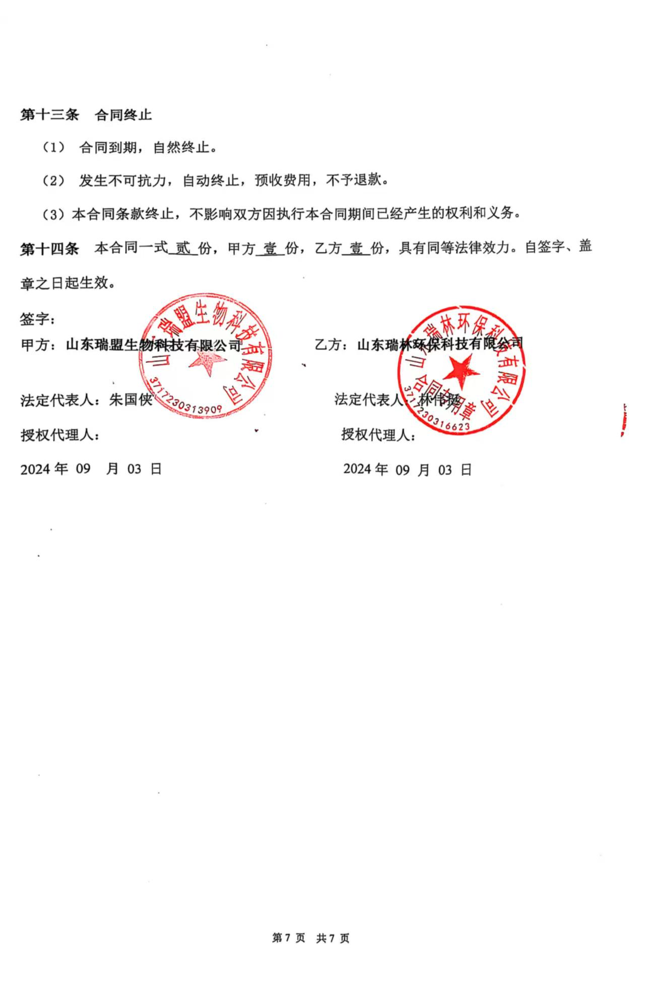 第十三条 合同终止
（1） 合同到期，自然终止。
（2） 发生不可抗力，自动终止，预收费用，不予退款。
（3）本合同条款终止，不影响双方因执行本合同期间已经产生的权利和义务。
第十四条 本合同一式 贰 份，甲方 壹 份，乙方 壹 份，具有同等法律效力。自签字、盖
章之日起生效。
签字：
甲方：山东瑞盟生物科技有限公司 乙方：山东瑞林环保科技有限公司
山东瑞盟生物科技有限公司
3717230313909
山东瑞林环保科技有限公司
合同专用章
3717230316623
法定代表人：朱国侠 法定代表人：林伟
授权代理人： 授权代理人：
2024 年 09 月 03 日 2024 年 09 月 03 日
第 7 页 共 7 页